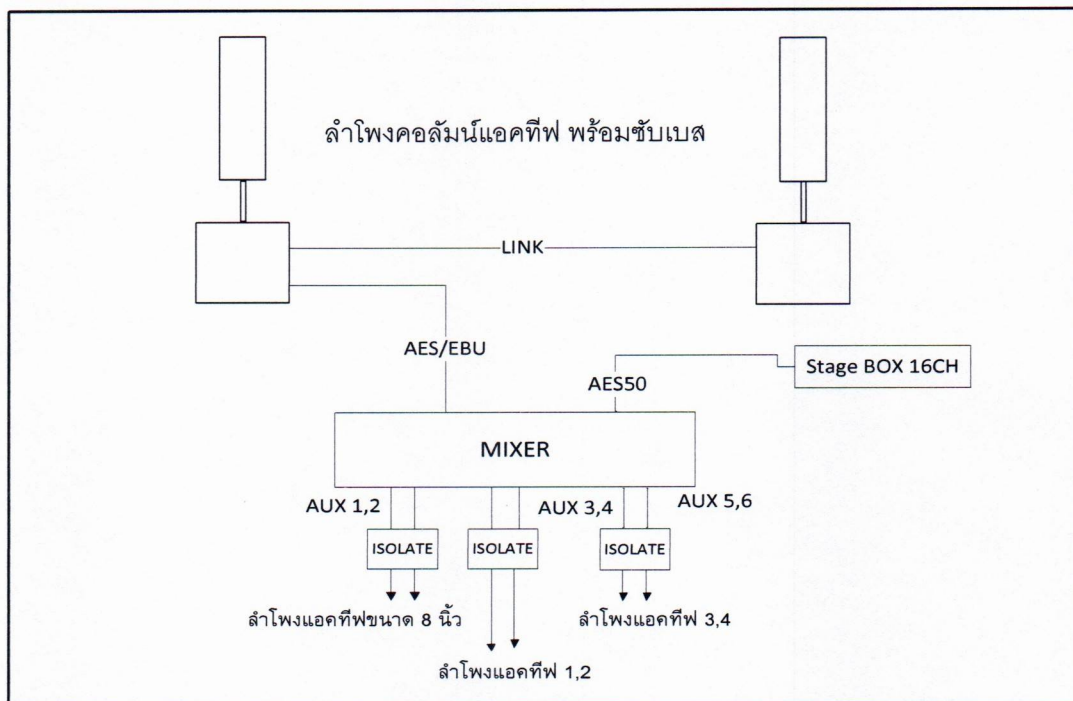 ลำโพงคอลัมน์แอคทีฟ พร้อมซับเบส
LINK
AES/EBU
AES50
Stage BOX 16CH
MIXER
AUX 1,2
AUX 3,4
AUX 5,6
ISOLATE
ISOLATE
ISOLATE
ลำโพงแอคทีฟขนาด 8 นิ้ว
ลำโพงแอคทีฟ 3,4
ลำโพงแอคทีฟ 1,2